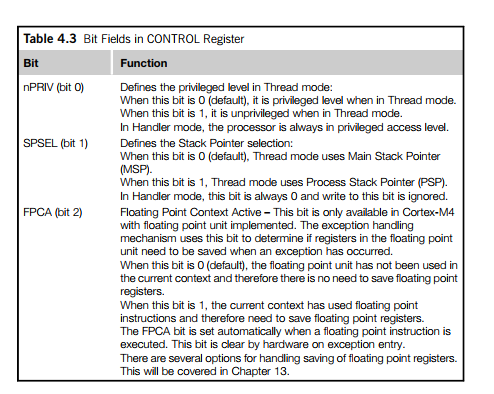 Table 4.3 Bit Fields in CONTROL Register
Bit Function
nPRIV (bit 0) Defines the privileged level in Thread mode:
When this bit is 0 (default), it is privileged level when in Thread mode.
When this bit is 1, it is unprivileged when in Thread mode.
In Handler mode, the processor is always in privileged access level.
SPSEL (bit 1) Defines the Stack Pointer selection:
When this bit is 0 (default), Thread mode uses Main Stack Pointer
(MSP).
When this bit is 1, Thread mode uses Process Stack Pointer (PSP).
In Handler mode, this bit is always 0 and write to this bit is ignored.
FPCA (bit 2) Floating Point Context Active – This bit is only available in Cortex-M4
with floating point unit implemented. The exception handling
mechanism uses this bit to determine if registers in the floating point
unit need to be saved when an exception has occurred.
When this bit is 0 (default), the floating point unit has not been used in
the current context and therefore there is no need to save floating point
registers.
When this bit is 1, the current context has used floating point
instructions and therefore need to save floating point registers.
The FPCA bit is set automatically when a floating point instruction is
executed. This bit is clear by hardware on exception entry.
There are several options for handling saving of floating point registers.
This will be covered in Chapter 13.